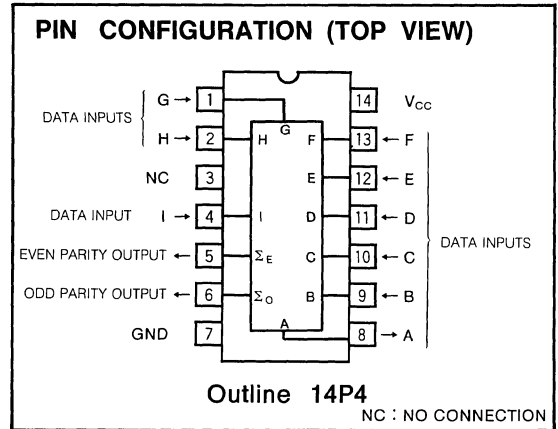 PIN CONFIGURATION (TOP VIEW)
G → 1 14 VCC
DATA INPUTS
H → 2 13 ← F
NC 3 12 ← E
DATA INPUT I → 4 11 ← D
EVEN PARITY OUTPUT ← 5 10 ← C
DATA INPUTS
ODD PARITY OUTPUT ← 6 9 ← B
GND 7 8 → A
G
H F
E
I D
ΣE C
ΣO B
A
Outline 14P4
NC : NO CONNECTION